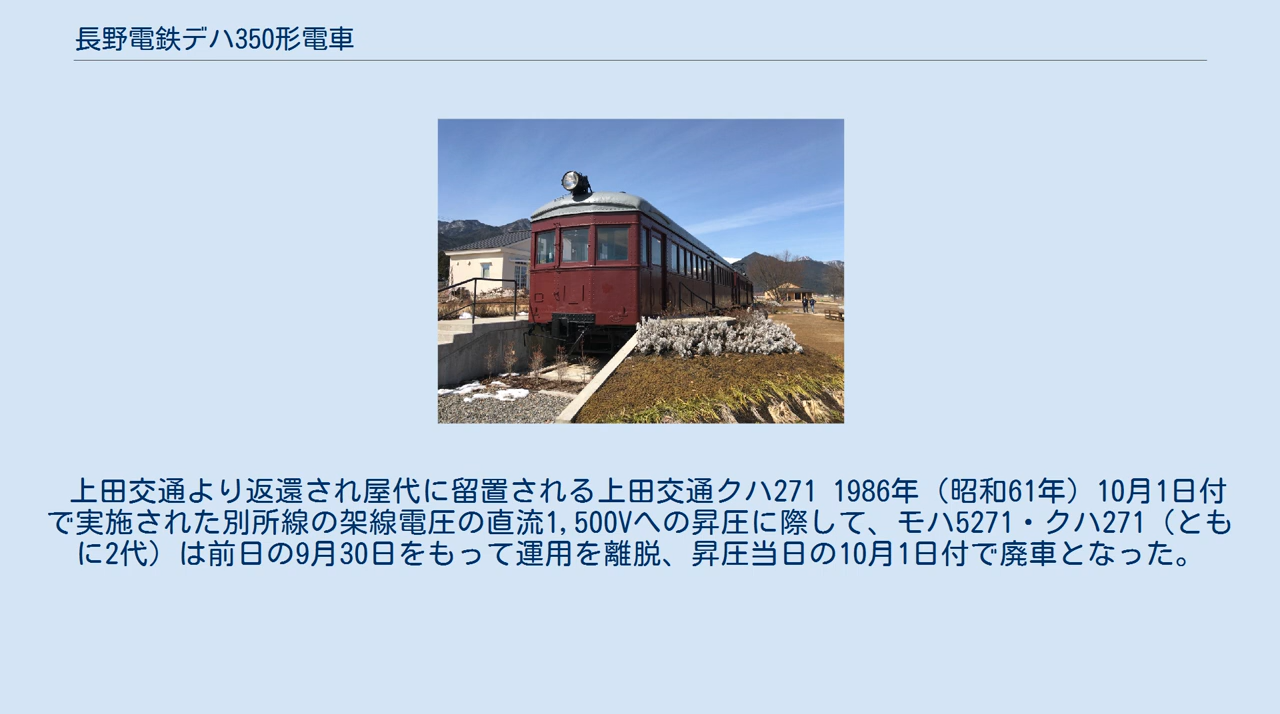 長野電鉄デハ350形電車
上田交通より返還され屋代に留置される上田交通クハ271 1986年（昭和61年）10月1日付
で実施された別所線の架線電圧の直流1,500Vへの昇圧に際して、モハ5271・クハ271（とも
に2代）は前日の9月30日をもって運用を離脱、昇圧当日の10月1日付で廃車となった。